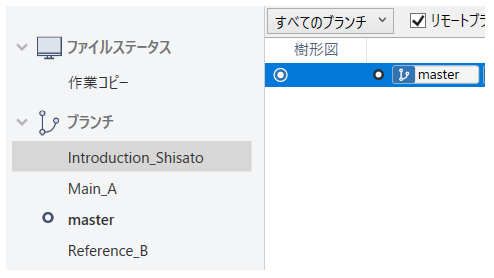 ファイルステータス
作業コピー
ブランチ
Introduction_Shisato
Main_A
master
Reference_B
すべてのブランチ
リモートブ
樹形図
master